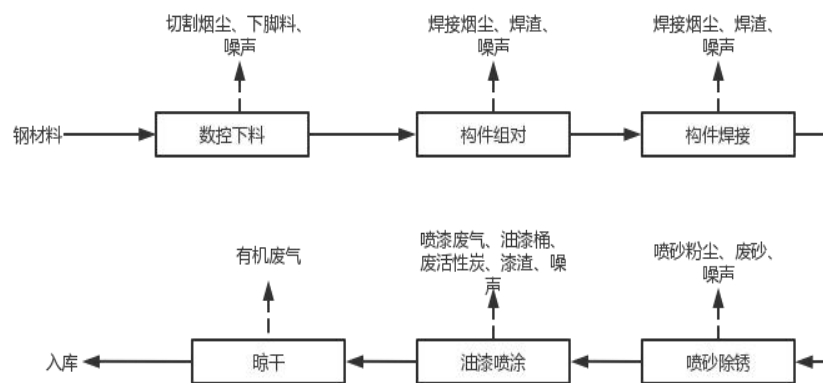 切割烟尘、下脚料、
噪声
焊接烟尘、焊渣、
噪声
焊接烟尘、焊渣、
噪声
钢材料
数控下料
构件组对
构件焊接
有机废气
喷漆废气、油漆桶、
废活性炭、漆渣、噪
声
喷砂粉尘、废砂、
噪声
入库
晾干
油漆喷涂
喷砂除锈